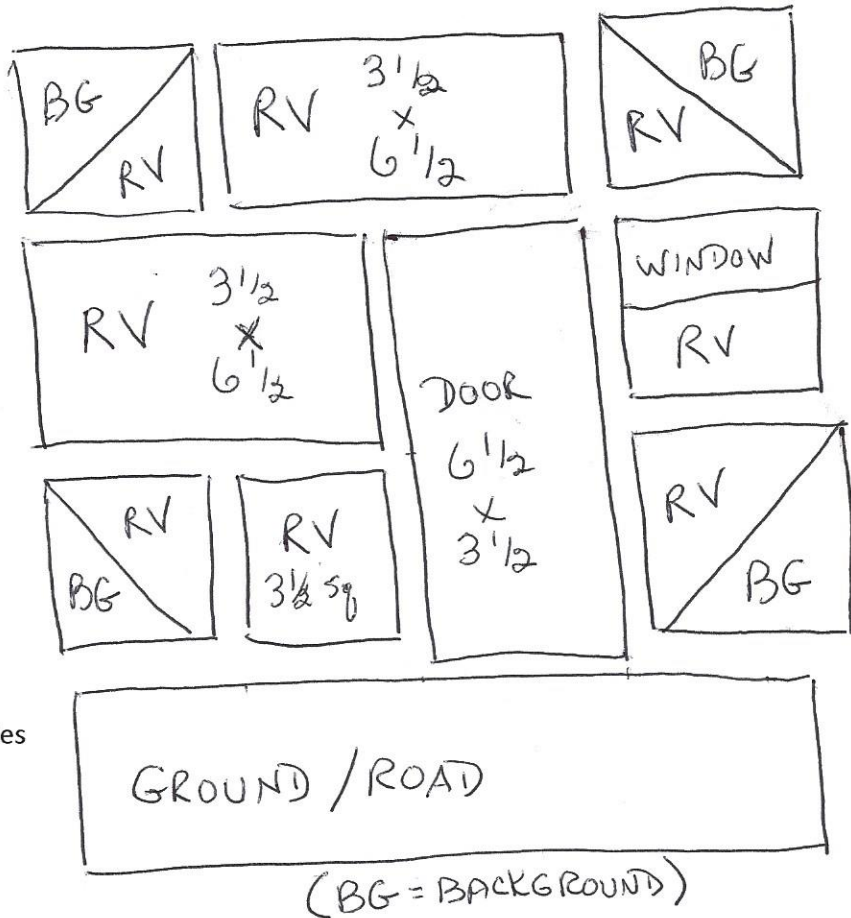 BG
RV
RV 3 1/2
x
6 1/2
BG
RV
RV 3 1/2
x
6 1/2
DOOR
6 1/2
x
3 1/2
WINDOW
RV
RV
BG
RV
3 1/2 sq
RV
BG
es
GROUND / ROAD
(BG = BACKGROUND)